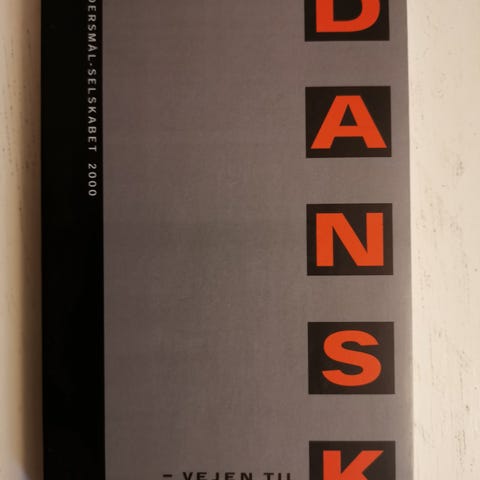 DERSMÅL-SELSKABET 2000
DANSK
– VEJEN TIL